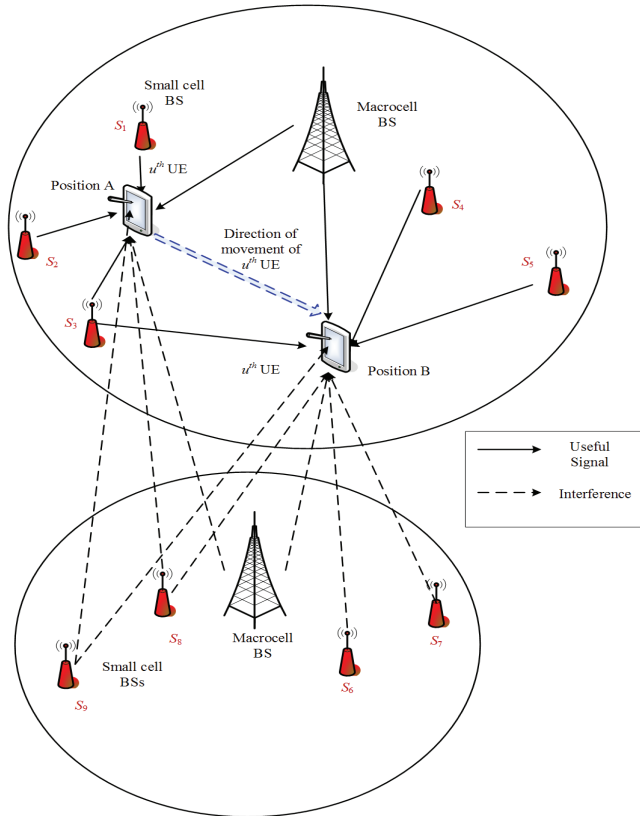 Small cell
BS
Macrocell
BS
S1
uth UE
Position A
S4
Direction of
movement of
uth UE
S2
S5
S3
uth UE
Position B
Useful
Signal
Interference
S8
Macrocell
BS
S7
Small cell
BSs
S6
S9